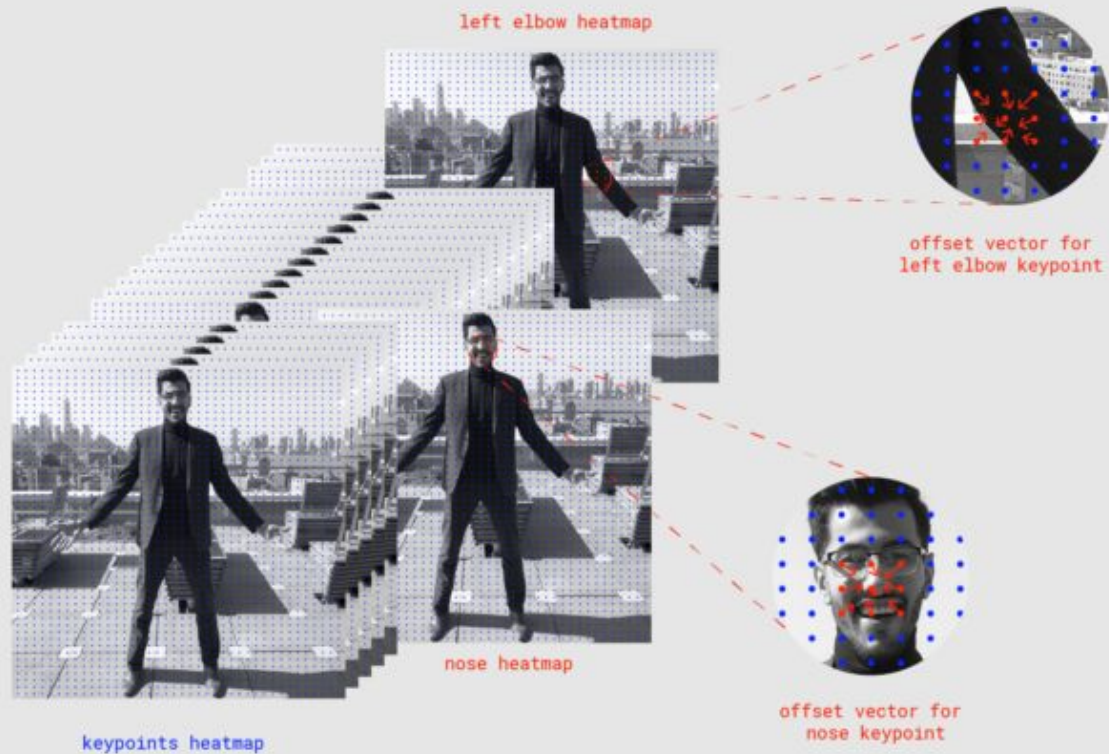 left elbow heatmap
offset vector for
left elbow keypoint
nose heatmap
offset vector for
nose keypoint
keypoints heatmap